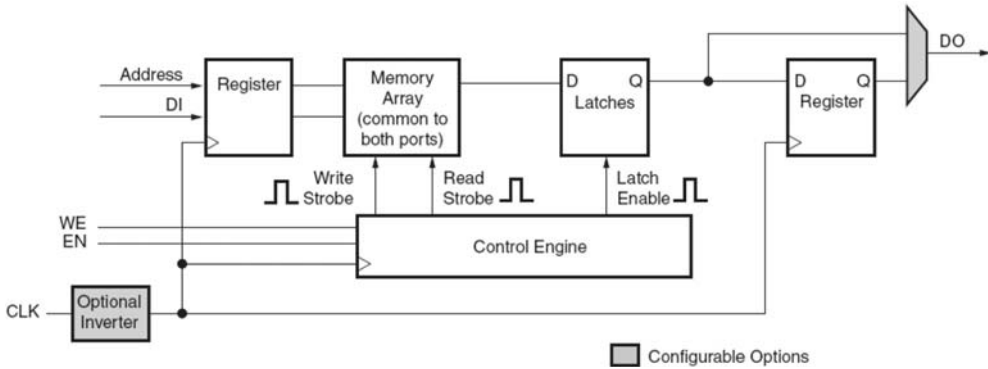 DO
Address
DI
Register
Memory
Array
(common to
both ports)
D Q
Latches
D Q
Register
Write
Strobe
Read
Strobe
Latch
Enable
WE
EN
Control Engine
CLK
Optional
Inverter
Configurable Options